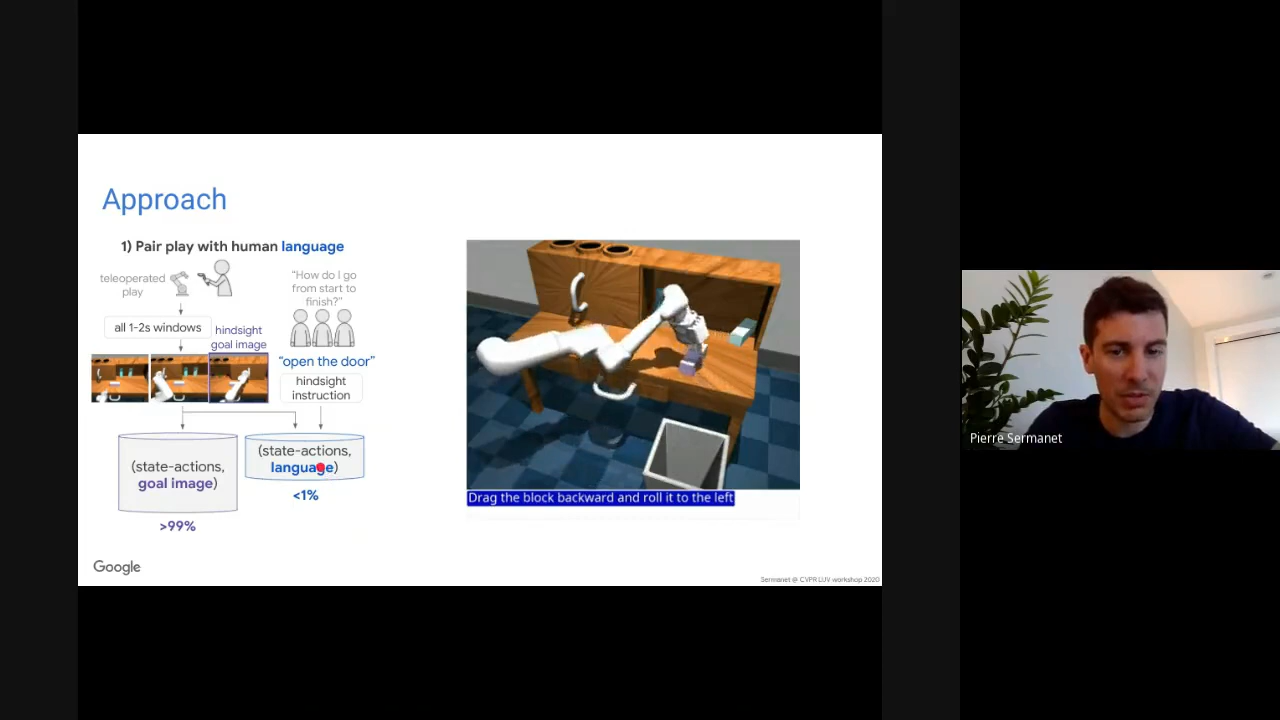 Approach
1) Pair play with human language
teleoperated
play
"How do I go
from start to
finish?"
all 1-2s windows
hindsight
goal image
"open the door"
hindsight
instruction
(state-actions,
goal image)
>99%
(state-actions,
language)
<1%
Drag the block backward and roll it to the left
Google
Sermanet @ CVPR LUV workshop 2020
Pierre Sermanet